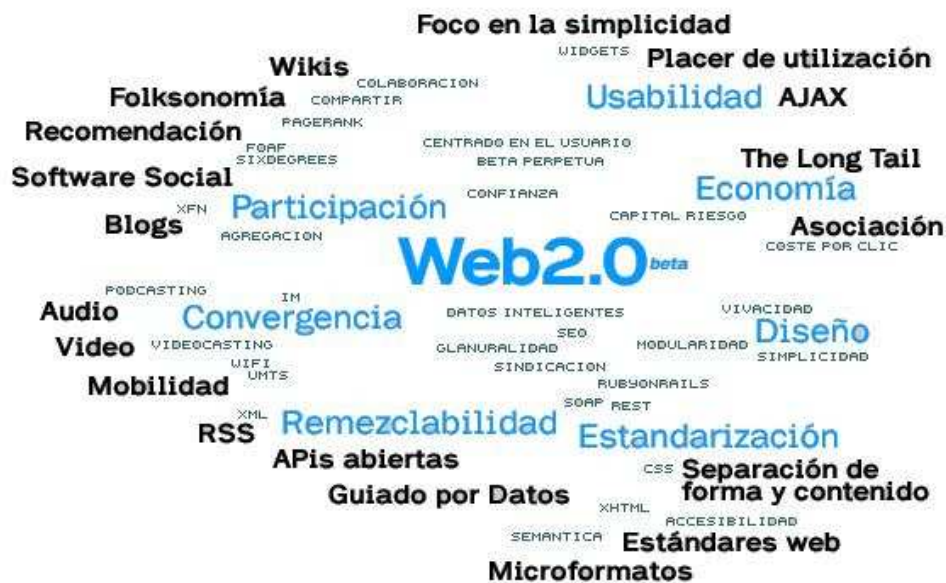 Foco en la simplicidad
WIDGETS
Placer de utilización
Wikis
COLABORACION
Usabilidad AJAX
Folksonomía
COMPARTIR
PAGERANK
Recomendación
CENTRADO EN EL USUARIO
FOAF
SIXDEGREES
BETA PERPETUA
The Long Tail
Software Social
CONFIANZA
Economía
XFN
Participación
Blogs
CAPITAL RIESGO
Asociación
AGREGACION
COSTE POR CLIC
Web2.0 beta
PODCASTING
IM
Audio
Convergencia
DATOS INTELIGENTES
VIVACIDAD
SEO
Diseño
Video
VIDEOCASTING
GLANURALIDAD
MODULARIDAD
SIMPLICIDAD
WIFI
UMTS
SINDICACION
Mobilidad
RUBYONRAILS
SOAP
REST
XML
RSS
Remezclabilidad
Estandarización
APis abiertas
CSS
Separación de
forma y contenido
Guiado por Datos
XHTML
ACCESIBILIDAD
SEMANTICA
Estándares web
Microformatos